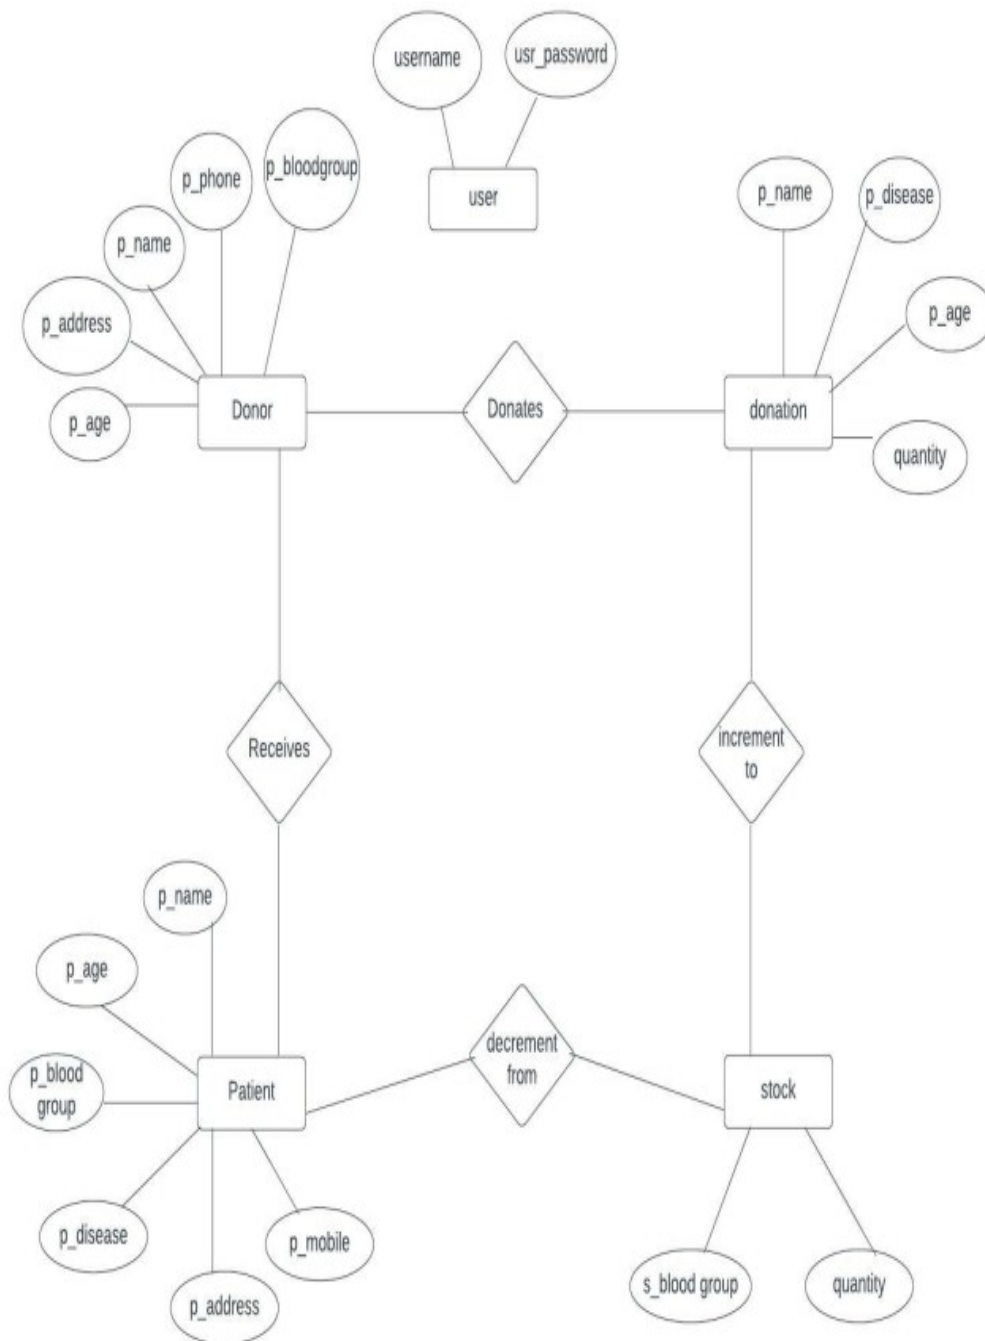 username
usr_password
p_phone
p_bloodgroup
user
p_name
p_disease
p_name
p_address
p_age
p_age
Donor
Donates
donation
quantity
Receives
increment
to
p_name
p_age
p_blood
group
Patient
decrement
from
stock
p_disease
p_mobile
p_address
s_blood group
quantity